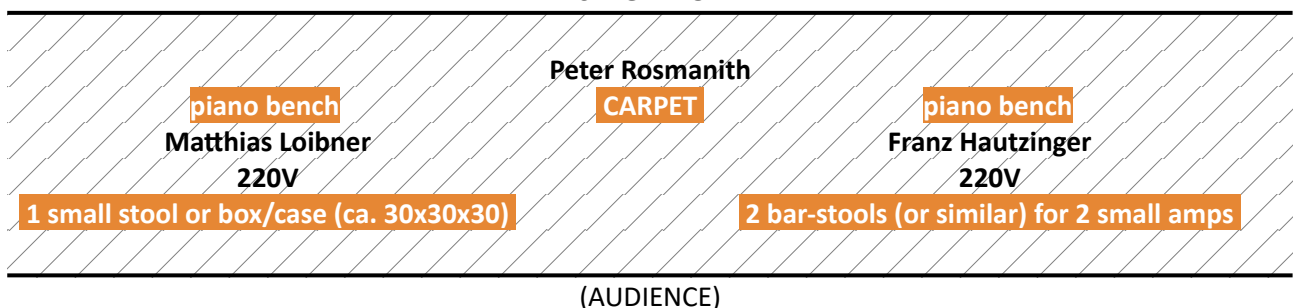 Peter Rosmanith
piano bench CARPET piano bench
Matthias Loibner Franz Hautzinger
220V 220V
1 small stool or box/case (ca. 30x30x30) 2 bar-stools (or similar) for 2 small amps
(AUDIENCE)